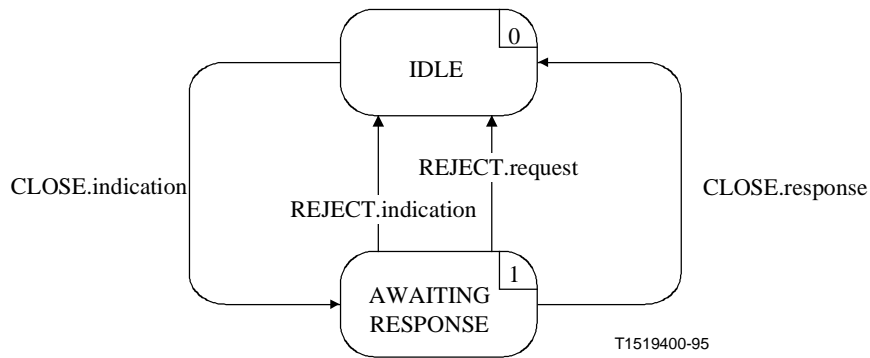 0
IDLE
REJECT.request
CLOSE.indication
CLOSE.response
REJECT.indication
1
AWAITING
RESPONSE
T1519400-95